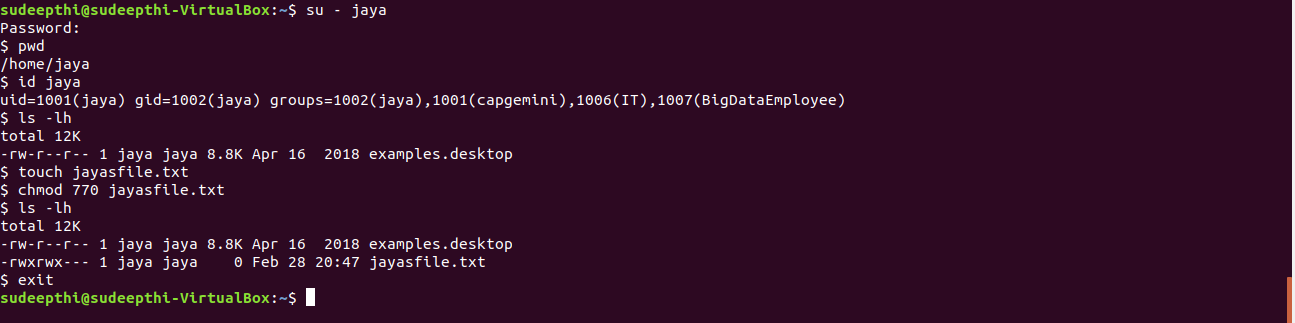 sudeepthi@sudeepthi-VirtualBox:~$ su - jaya
Password:
$ pwd
/home/jaya
$ id jaya
uid=1001(jaya) gid=1002(jaya) groups=1002(jaya),1001(capgemini),1006(IT),1007(BigDataEmployee)
$ ls -lh
total 12K
-rw-r--r-- 1 jaya jaya 8.8K Apr 16  2018 examples.desktop
$ touch jayasfile.txt
$ chmod 770 jayasfile.txt
$ ls -lh
total 12K
-rw-r--r-- 1 jaya jaya 8.8K Apr 16  2018 examples.desktop
-rwxrwx--- 1 jaya jaya    0 Feb 28 20:47 jayasfile.txt
$ exit
sudeepthi@sudeepthi-VirtualBox:~$